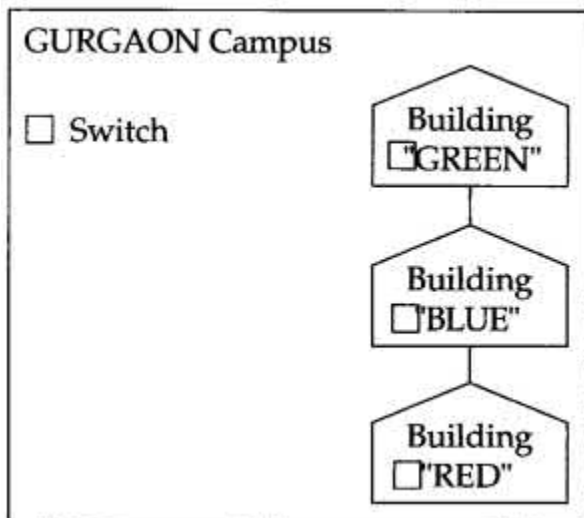 GURGAON Campus
Switch
Building
"GREEN"
Building
"BLUE"
Building
"RED"